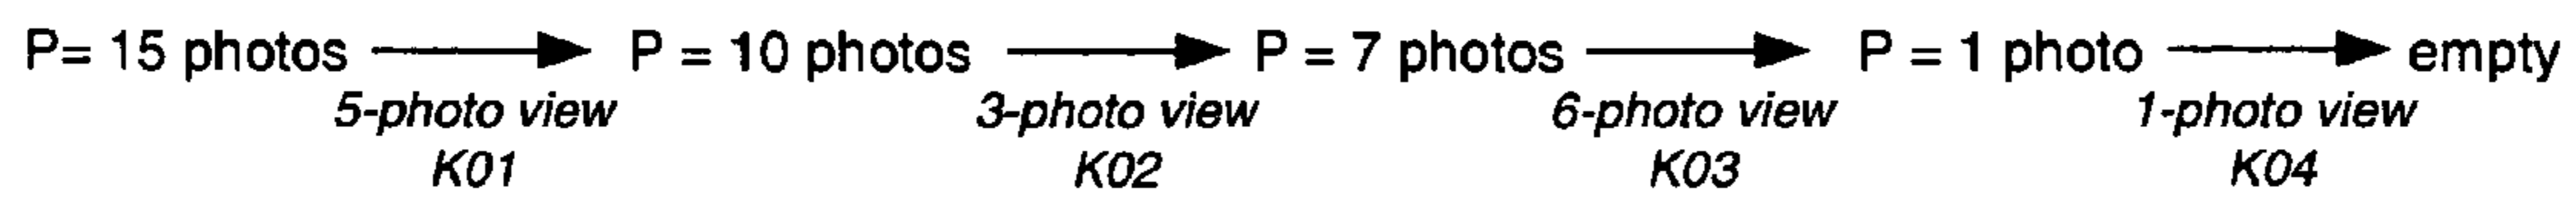 P= 15 photos P = 10 photos P = 7 photos P = 1 photo empty
5-photo view 3-photo view 6-photo view 1-photo view
K01 K02 K03 K04